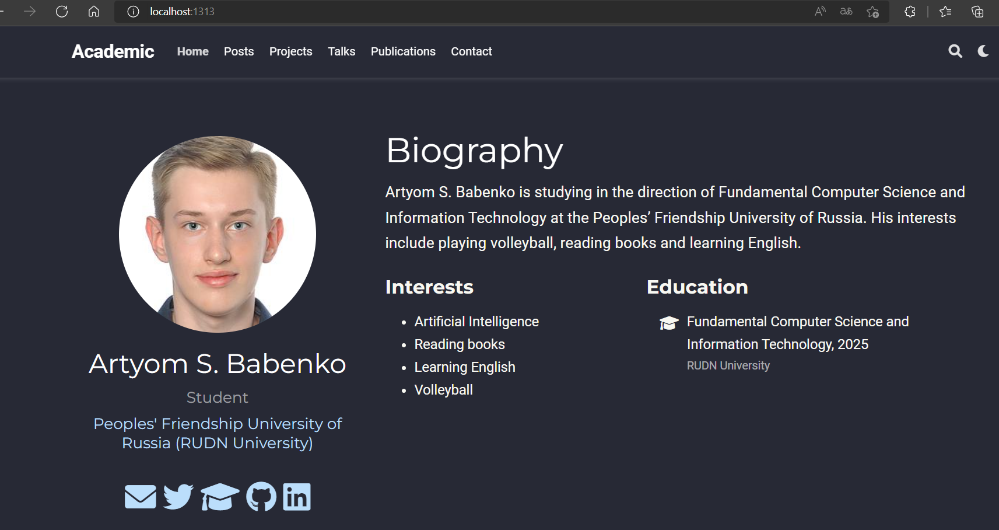 localhost:1313
Academic Home Posts Projects Talks Publications Contact
Biography
Artyom S. Babenko is studying in the direction of Fundamental Computer Science and
Information Technology at the Peoples’ Friendship University of Russia. His interests
include playing volleyball, reading books and learning English.
Interests
Artificial Intelligence
Reading books
Learning English
Volleyball
Education
Fundamental Computer Science and
Information Technology, 2025
RUDN University
Artyom S. Babenko
Student
Peoples' Friendship University of
Russia (RUDN University)